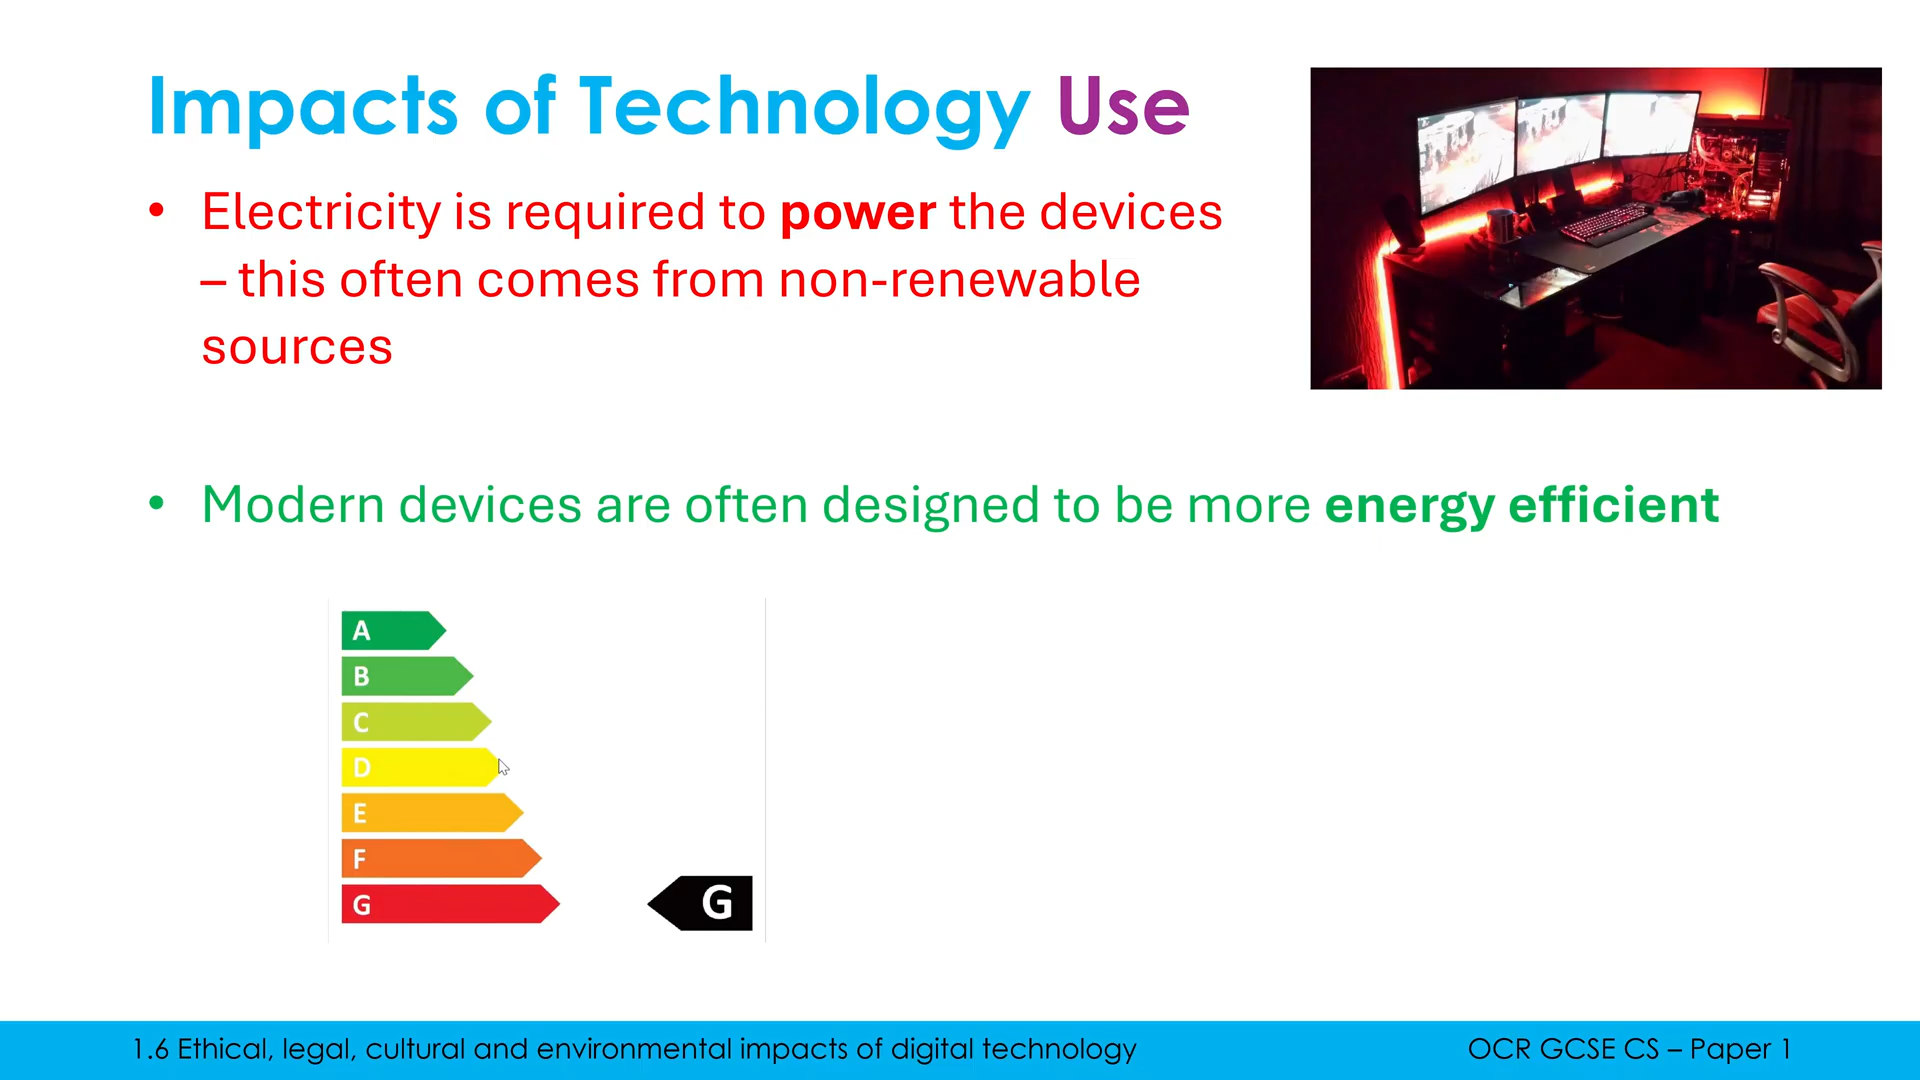 Impacts of Technology Use
• Electricity is required to power the devices
– this often comes from non-renewable
sources
• Modern devices are often designed to be more energy efficient
A
B
C
D
E
F
G
G
1.6 Ethical, legal, cultural and environmental impacts of digital technology
OCR GCSE CS – Paper 1